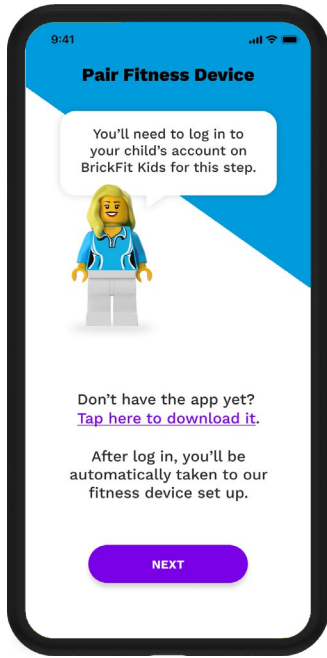 9:41
Pair Fitness Device
You’ll need to log in to
your child’s account on
BrickFit Kids for this step.
Don’t have the app yet?
Tap here to download it.
After log in, you’ll be
automatically taken to our
fitness device set up.
NEXT